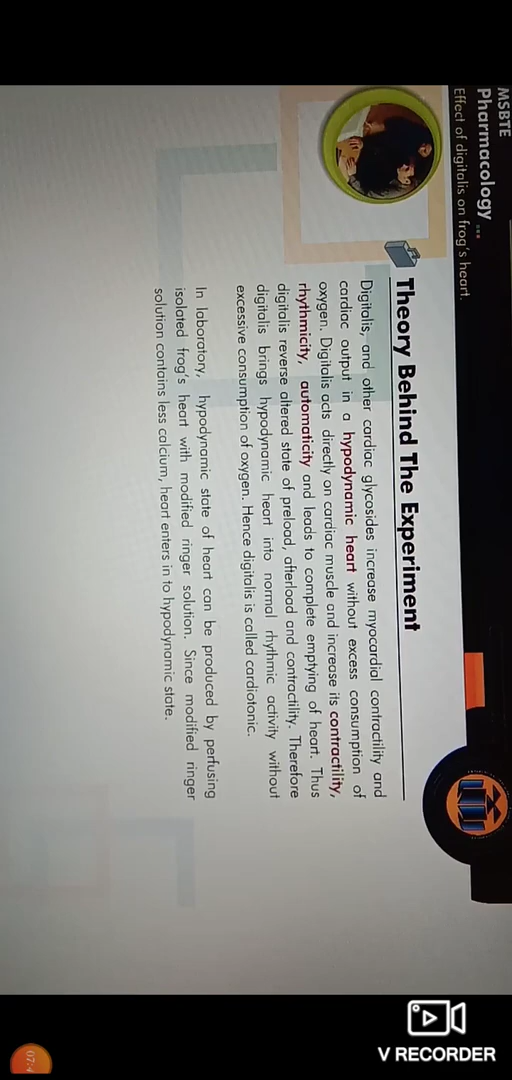 MSBTE
Pharmacology ...
Effect of digitalis on frog's heart.
Theory Behind The Experiment
Digitalis, and other cardiac glycosides increase myocardial contractility and
cardiac output in a hypodynamic heart without excess consumption of
oxygen. Digitalis acts directly on cardiac muscle and increase its contractility,
rhythmicity, automaticity and leads to complete emptying of heart. Thus
digitalis reverse altered state of preload, afterload and contractility. Therefore
digitalis brings hypodynamic heart into normal rhythmic activity without
excessive consumption of oxygen. Hence digitalis is called cardiotonic.
In laboratory, hypodynamic state of heart can be produced by perfusing
isolated frog's heart with modified ringer solution. Since modified ringer
solution contains less calcium, heart enters in to hypodynamic state.
V RECORDER